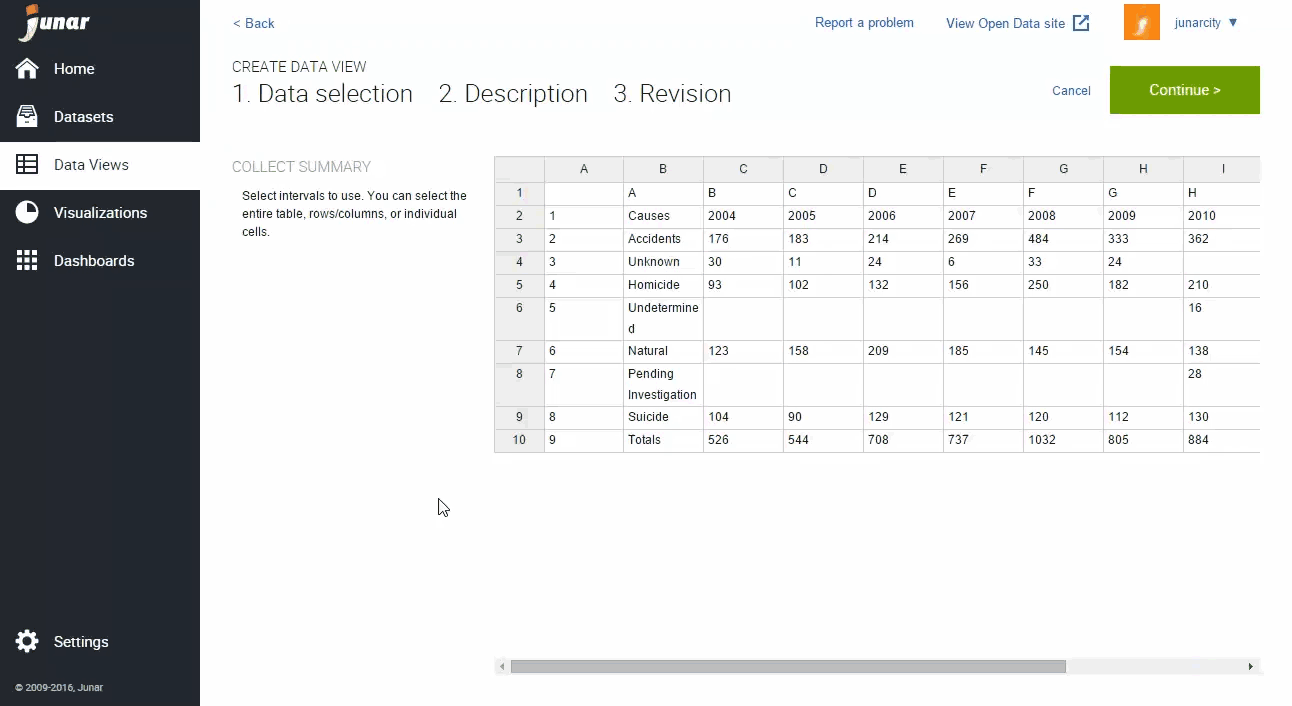 junar
Home
Datasets
Data Views
Visualizations
Dashboards
Settings
© 2009-2016, Junar
< Back
Report a problem
View Open Data site
junarcity ▼
CREATE DATA VIEW
1. Data selection 2. Description 3. Revision
Cancel
Continue >
COLLECT SUMMARY
Select intervals to use. You can select the
entire table, rows/columns, or individual
cells.
A B C D E F G H I
1 A B C D E F G H
2 1 Causes 2004 2005 2006 2007 2008 2009 2010
3 2 Accidents 176 183 214 269 484 333 362
4 3 Unknown 30 11 24 6 33 24
5 4 Homicide 93 102 132 156 250 182 210
6 5 Undetermine 16
d
7 6 Natural 123 158 209 185 145 154 138
8 7 Pending 28
Investigation
9 8 Suicide 104 90 129 121 120 112 130
10 9 Totals 526 544 708 737 1032 805 884